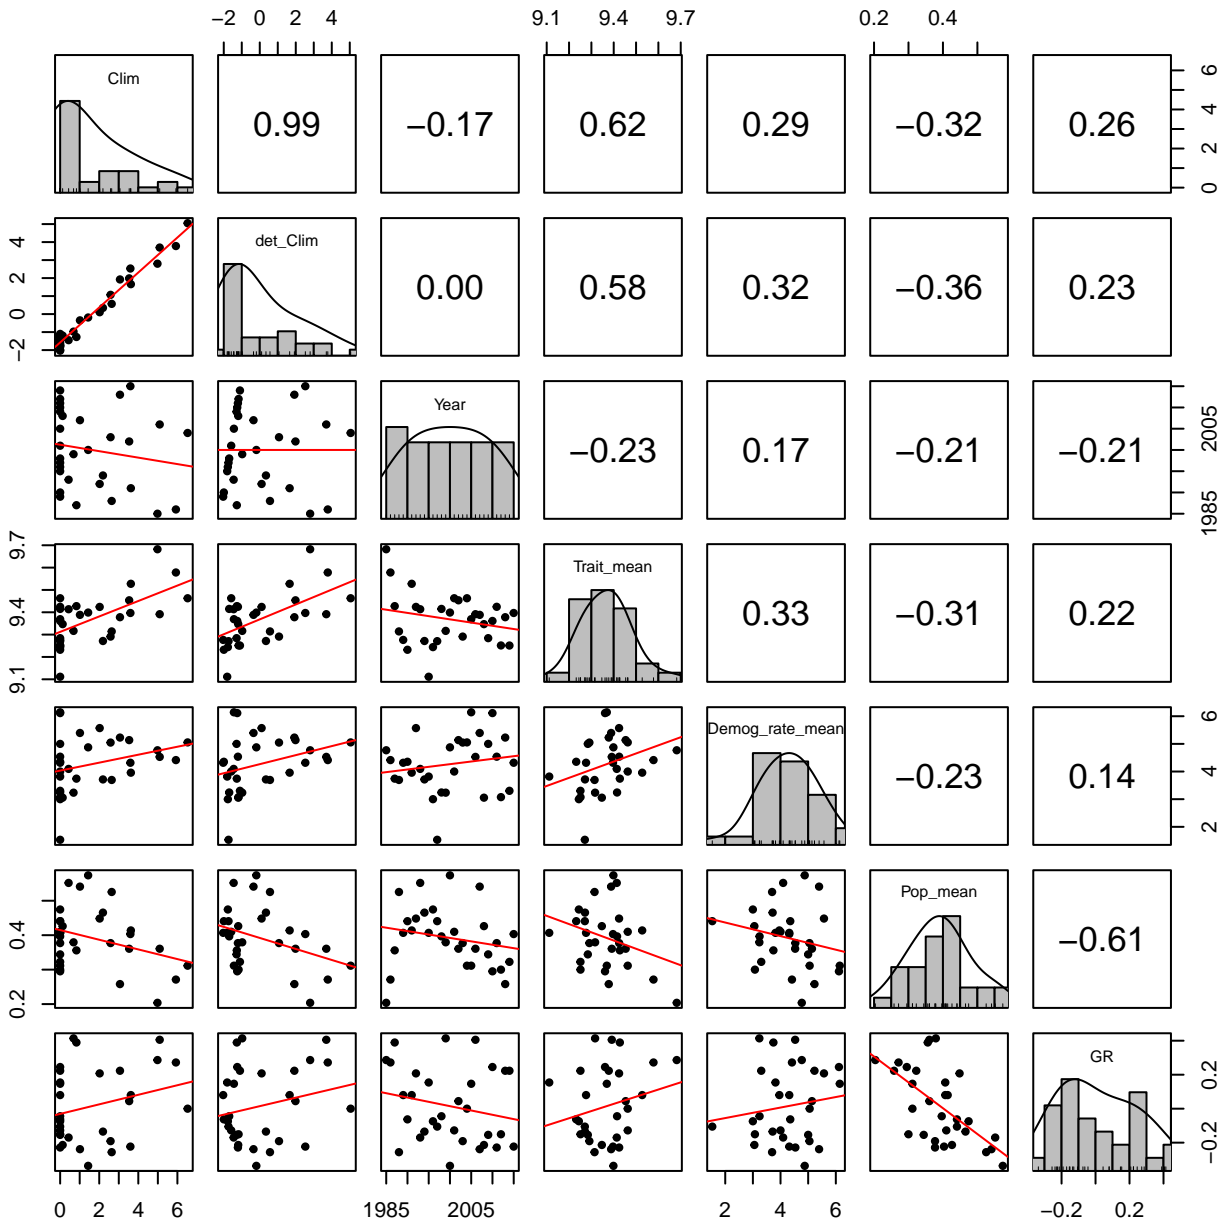 −2 0 2 4 9.1 9.4 9.7 0.2 0.4
Clim 0.99 −0.17 0.62 0.29 −0.32 0.26 0 2 4 6
−2 0 2 4 det_Clim 0.00 0.58 0.32 −0.36 0.23
Year −0.23 0.17 −0.21 −0.21 1985 2005
9.1 9.4 9.7 Trait_mean 0.33 −0.31 0.22
Demog_rate_mean −0.23 0.14 2 4 6
0.2 0.4 Pop_mean −0.61
GR −0.2 0.2
0 2 4 6 1985 2005 2 4 6 −0.2 0.2